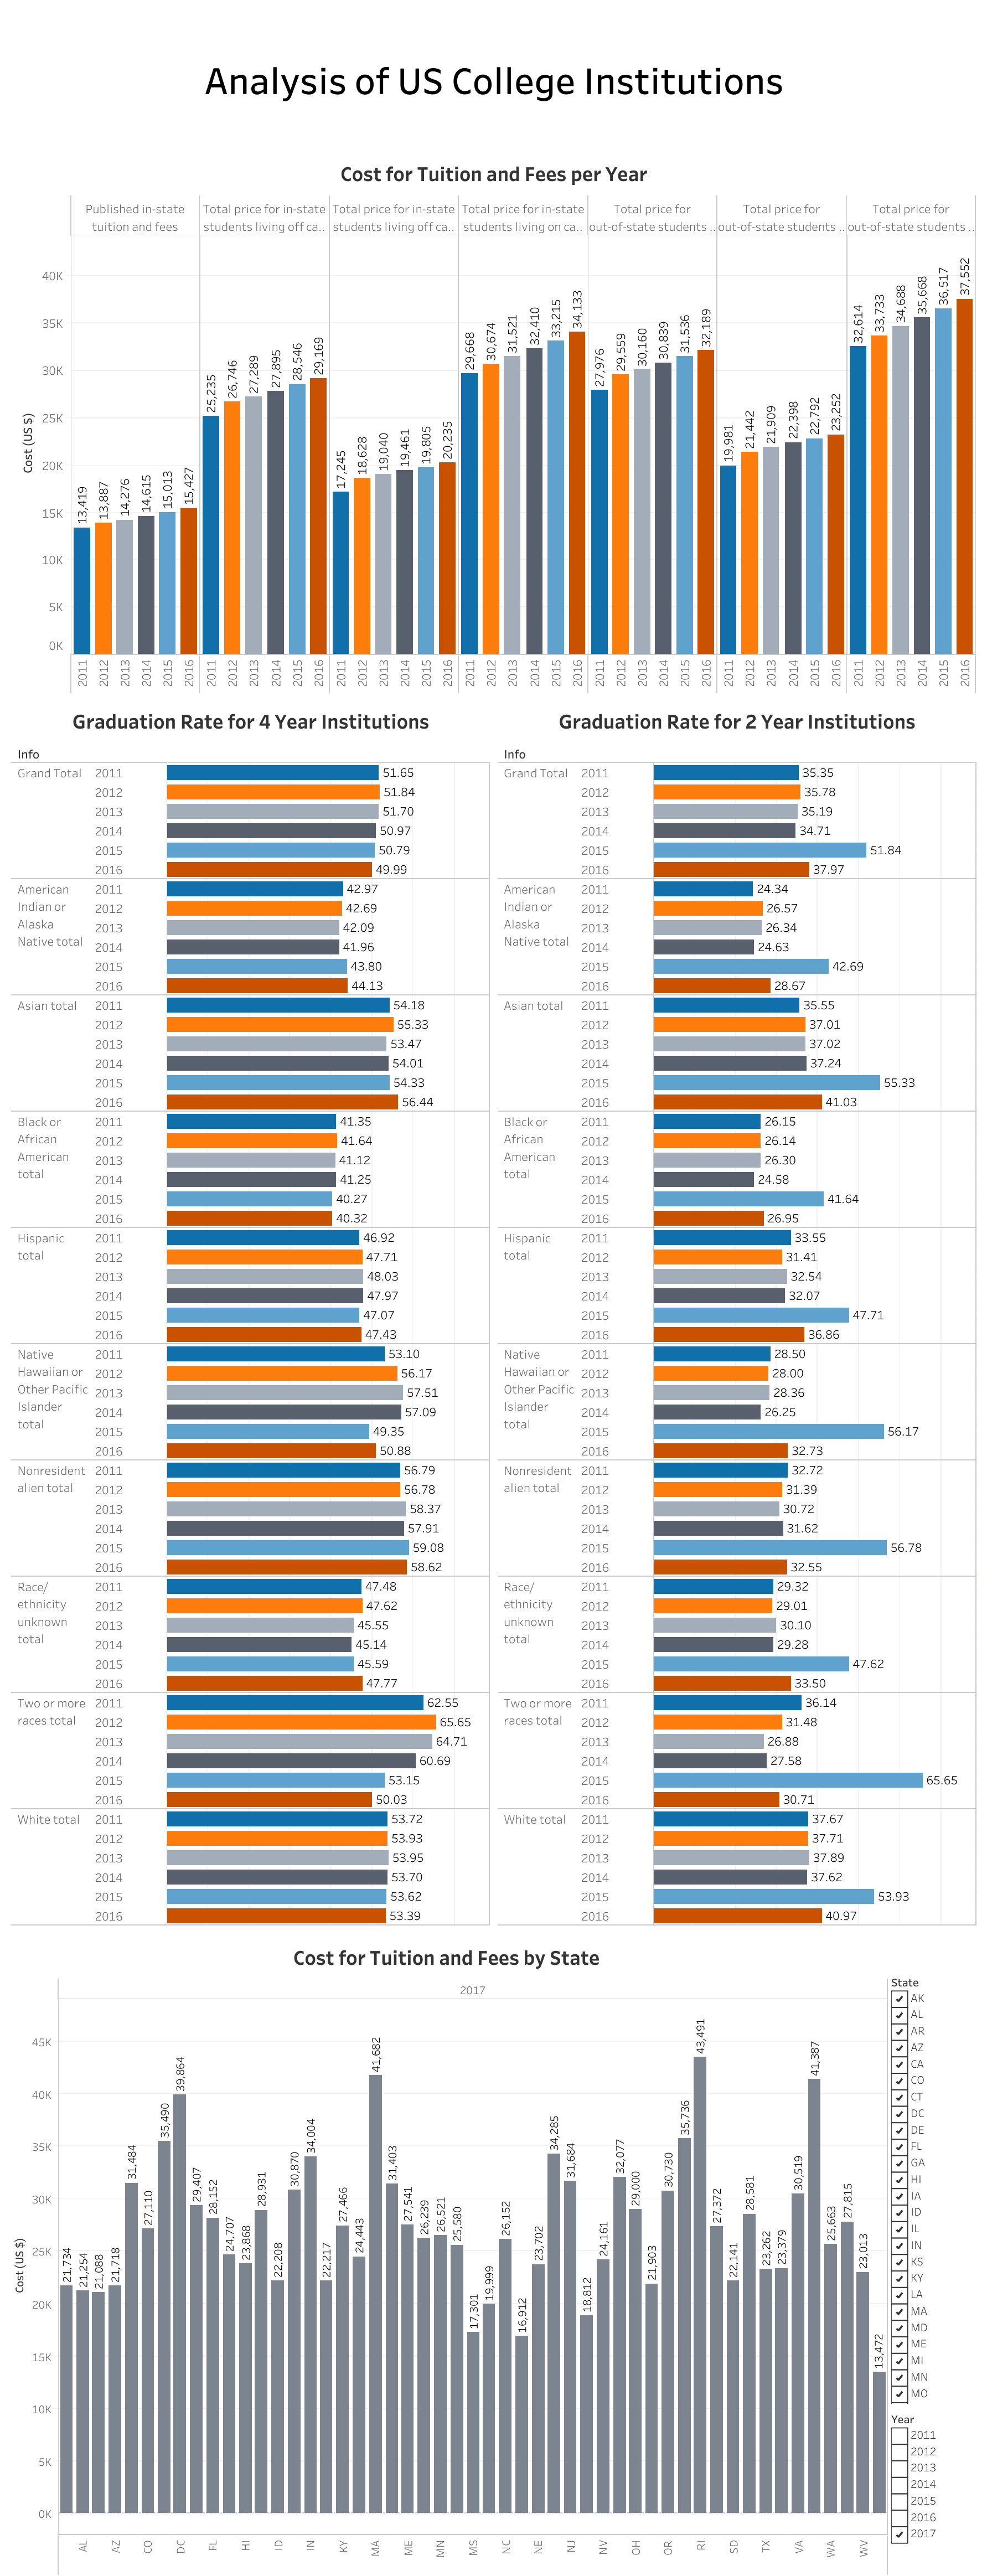 Analysis of US College Institutions
Cost for Tuition and Fees per Year
Published in-state
tuition and fees
Total price for in-state
students living off ca..
Total price for in-state
students living off ca..
Total price for in-state
students living on ca..
Total price for
out-of-state students ..
Total price for
out-of-state students ..
Total price for
out-of-state students ..
Cost (US $)
40K
35K
30K
25K
20K
15K
10K
5K
0K
13,419 13,887 14,276 14,615 15,013 15,427
25,235 26,746 27,289 27,895 28,546 29,169
17,245 18,628 19,040 19,461 19,805 20,235
29,668 30,674 31,521 32,410 33,215 34,133
27,976 29,559 30,160 30,839 31,536 32,189
19,981 21,442 21,909 22,398 22,792 23,252
32,614 33,733 34,688 35,668 36,517 37,552
2011 2012 2013 2014 2015 2016
2011 2012 2013 2014 2015 2016
2011 2012 2013 2014 2015 2016
2011 2012 2013 2014 2015 2016
2011 2012 2013 2014 2015 2016
2011 2012 2013 2014 2015 2016
2011 2012 2013 2014 2015 2016
Graduation Rate for 4 Year Institutions
Info
Grand Total 2011 51.65
2012 51.84
2013 51.70
2014 50.97
2015 50.79
2016 49.99
American
Indian or
Alaska
Native total
2011 42.97
2012 42.69
2013 42.09
2014 41.96
2015 43.80
2016 44.13
Asian total 2011 54.18
2012 55.33
2013 53.47
2014 54.01
2015 54.33
2016 56.44
Black or
African
American
total
2011 41.35
2012 41.64
2013 41.12
2014 41.25
2015 40.27
2016 40.32
Hispanic
total
2011 46.92
2012 47.71
2013 48.03
2014 47.97
2015 47.07
2016 47.43
Native
Hawaiian or
Other Pacific
Islander
total
2011 53.10
2012 56.17
2013 57.51
2014 57.09
2015 49.35
2016 50.88
Nonresident
alien total
2011 56.79
2012 56.78
2013 58.37
2014 57.91
2015 59.08
2016 58.62
Race/
ethnicity
unknown
total
2011 47.48
2012 47.62
2013 45.55
2014 45.14
2015 45.59
2016 47.77
Two or more
races total
2011 62.55
2012 65.65
2013 64.71
2014 60.69
2015 53.15
2016 50.03
White total 2011 53.72
2012 53.93
2013 53.95
2014 53.70
2015 53.62
2016 53.39
Graduation Rate for 2 Year Institutions
Info
Grand Total 2011 35.35
2012 35.78
2013 35.19
2014 34.71
2015 51.84
2016 37.97
American
Indian or
Alaska
Native total
2011 24.34
2012 26.57
2013 26.34
2014 24.63
2015 42.69
2016 28.67
Asian total 2011 35.55
2012 37.01
2013 37.02
2014 37.24
2015 55.33
2016 41.03
Black or
African
American
total
2011 26.15
2012 26.14
2013 26.30
2014 24.58
2015 41.64
2016 26.95
Hispanic
total
2011 33.55
2012 31.41
2013 32.54
2014 32.07
2015 47.71
2016 36.86
Native
Hawaiian or
Other Pacific
Islander
total
2011 28.50
2012 28.00
2013 28.36
2014 26.25
2015 56.17
2016 32.73
Nonresident
alien total
2011 32.72
2012 31.39
2013 30.72
2014 31.62
2015 56.78
2016 32.55
Race/
ethnicity
unknown
total
2011 29.32
2012 29.01
2013 30.10
2014 29.28
2015 47.62
2016 33.50
Two or more
races total
2011 36.14
2012 31.48
2013 26.88
2014 27.58
2015 65.65
2016 30.71
White total 2011 37.67
2012 37.71
2013 37.89
2014 37.62
2015 53.93
2016 40.97
Cost for Tuition and Fees by State
2017
Cost (US $)
45K
40K
35K
30K
25K
20K
15K
10K
5K
0K
21,734 21,254 21,088 21,718 31,484 27,110 35,490 39,864 29,407 28,152 24,707 23,868 28,931 22,208 30,870 34,004 22,217 27,466 24,443 41,682 31,403 27,541 26,239 26,521 25,580 17,301 19,999 26,152 16,912 23,702 34,285 31,684 18,812 24,161 32,077 29,000 21,903 30,730 35,736 43,491 27,372 22,141 28,581 23,262 23,379 30,519 41,387 25,663 27,815 23,013 13,472
AL AZ CO DC FL HI ID IN KY MA ME MN MS NC NE NJ NV OH OR RI SD TX VA WA WV
State
AK
AL
AR
AZ
CA
CO
CT
DC
DE
FL
GA
HI
IA
ID
IL
IN
KS
KY
LA
MA
MD
ME
MI
MN
MO
Year
2011
2012
2013
2014
2015
2016
2017